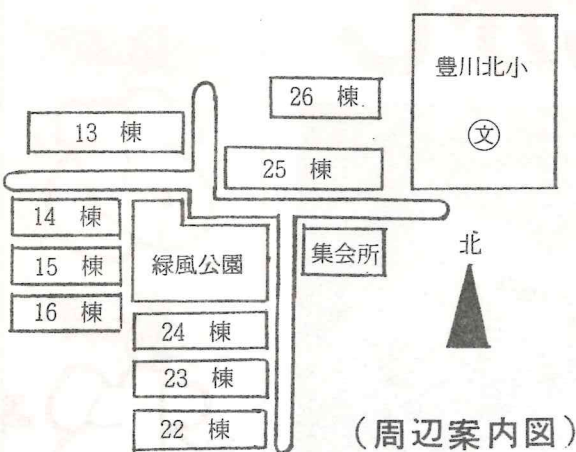 豊川北小
文
26 棟
13 棟
25 棟
14 棟
15 棟
16 棟
緑風公園
集会所
北
24 棟
23 棟
22 棟
(周辺案内図)